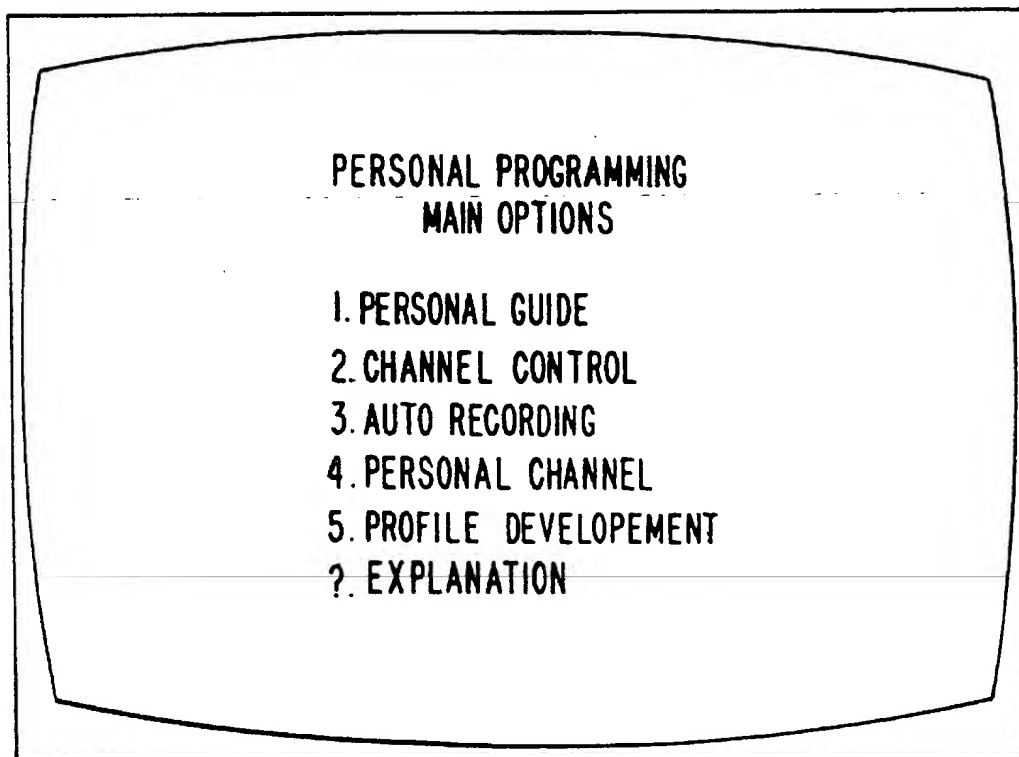 PERSONAL PROGRAMMING
MAIN OPTIONS
1. PERSONAL GUIDE
2. CHANNEL CONTROL
3. AUTO RECORDING
4. PERSONAL CHANNEL
5. PROFILE DEVELOPEMENT
?. EXPLANATION